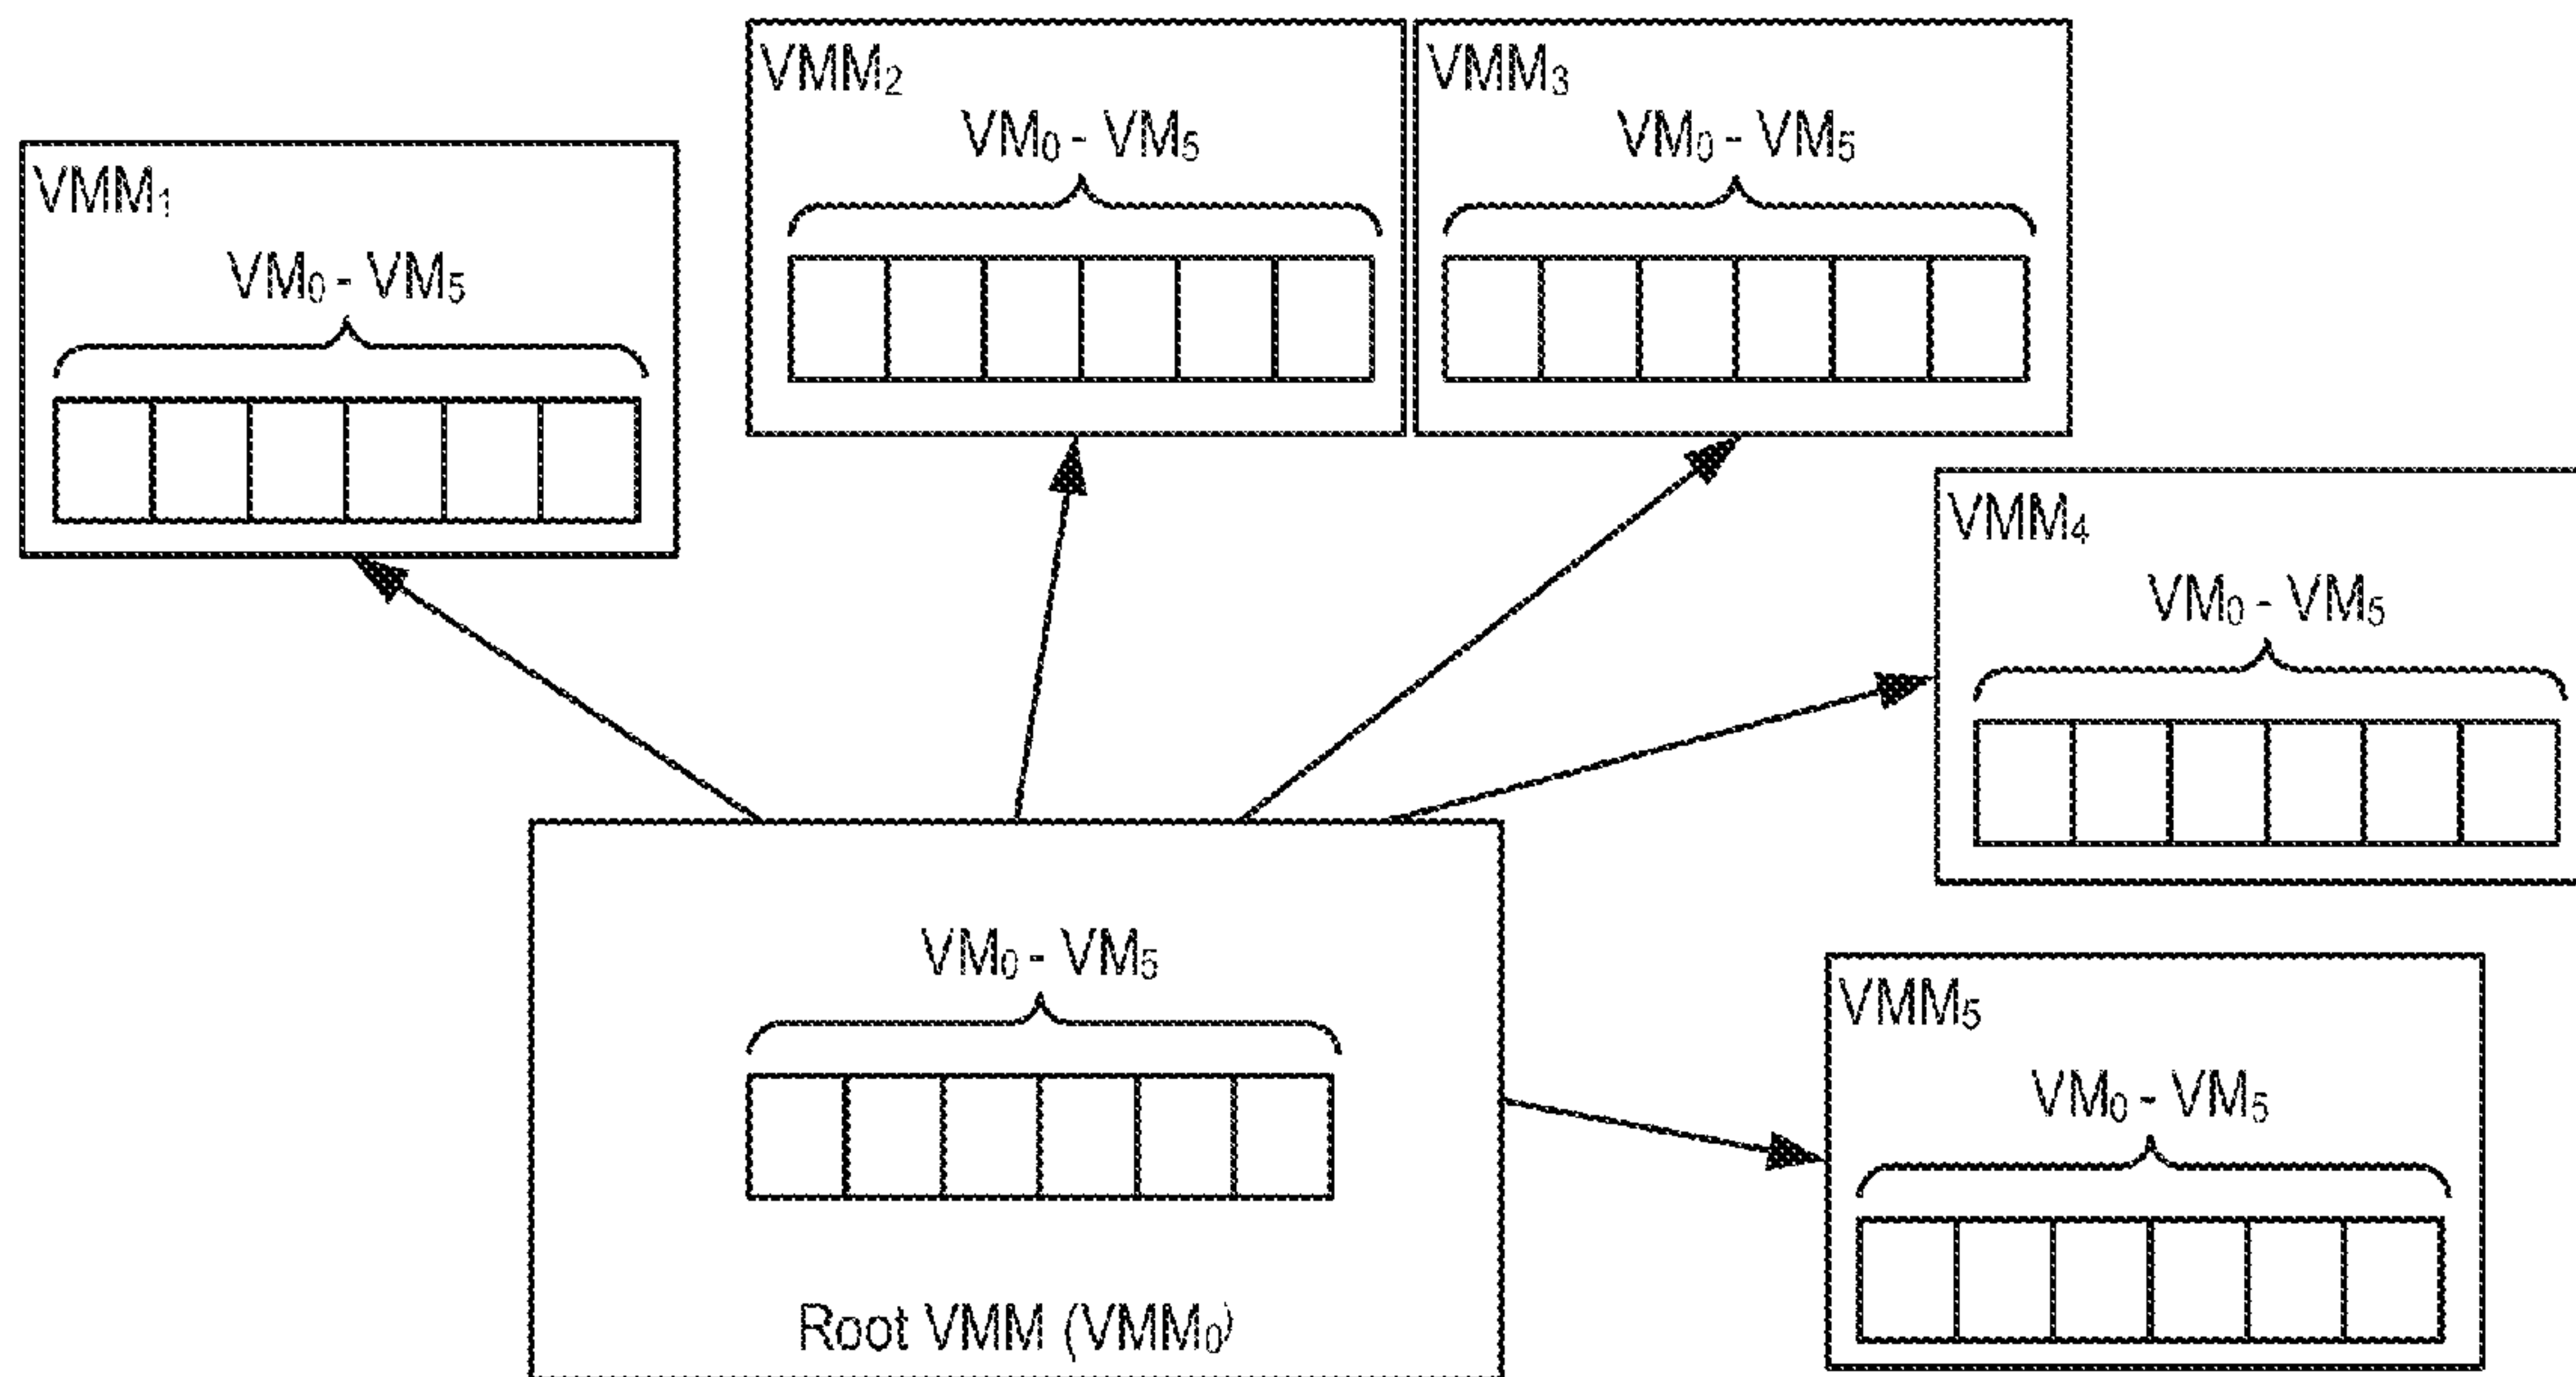 VMM₂
VM₀ - VM₅
VMM₃
VM₀ - VM₅
VMM₁
VM₀ - VM₅
VMM₄
VM₀ - VM₅
VM₀ - VM₅
Root VMM (VMM₀)
VMM₅
VM₀ - VM₅